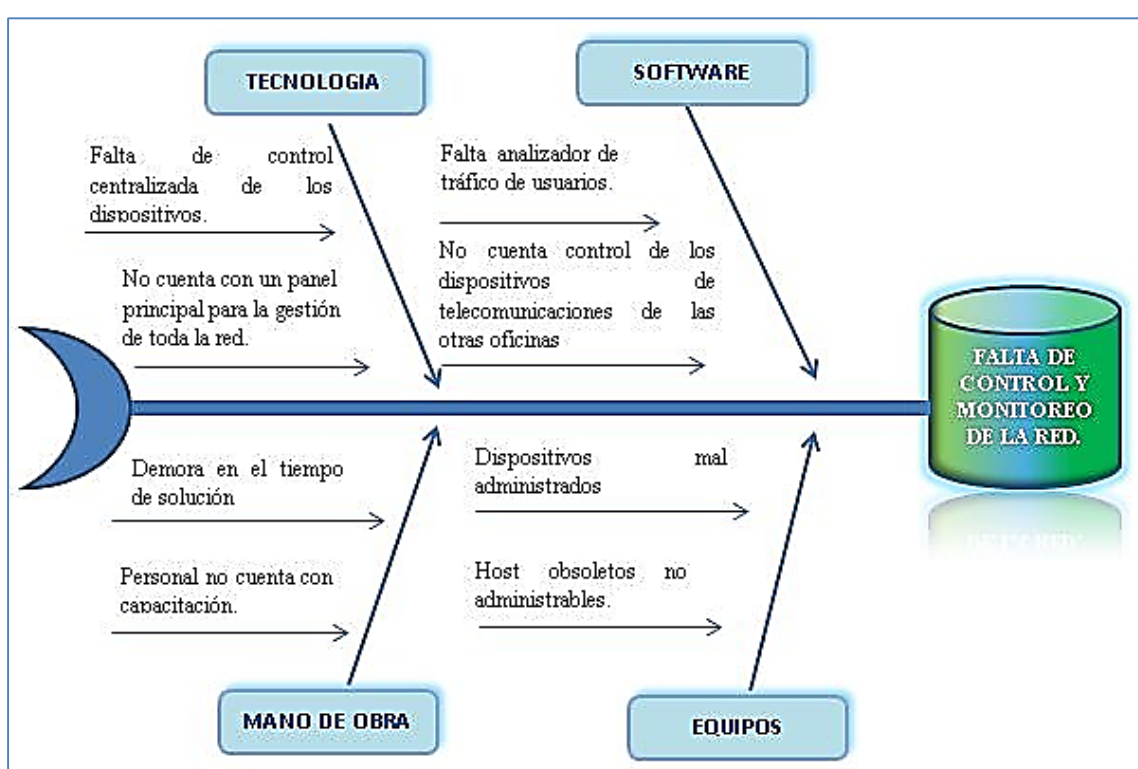 TECNOLOGIA
SOFTWARE
Falta de control
centralizada de los
dispositivos.
Falta analizador de
tráfico de usuarios.
No cuenta con un panel
principal para la gestión
de toda la red.
No cuenta control de los
dispositivos de
telecomunicaciones de las
otras oficinas
FALTA DE
CONTROL Y
MONITOREO
DE LA RED.
Demora en el tiempo
de solución
Dispositivos mal
administrados
Personal no cuenta con
capacitación.
Host obsoletos no
administrables.
MANO DE OBRA
EQUIPOS